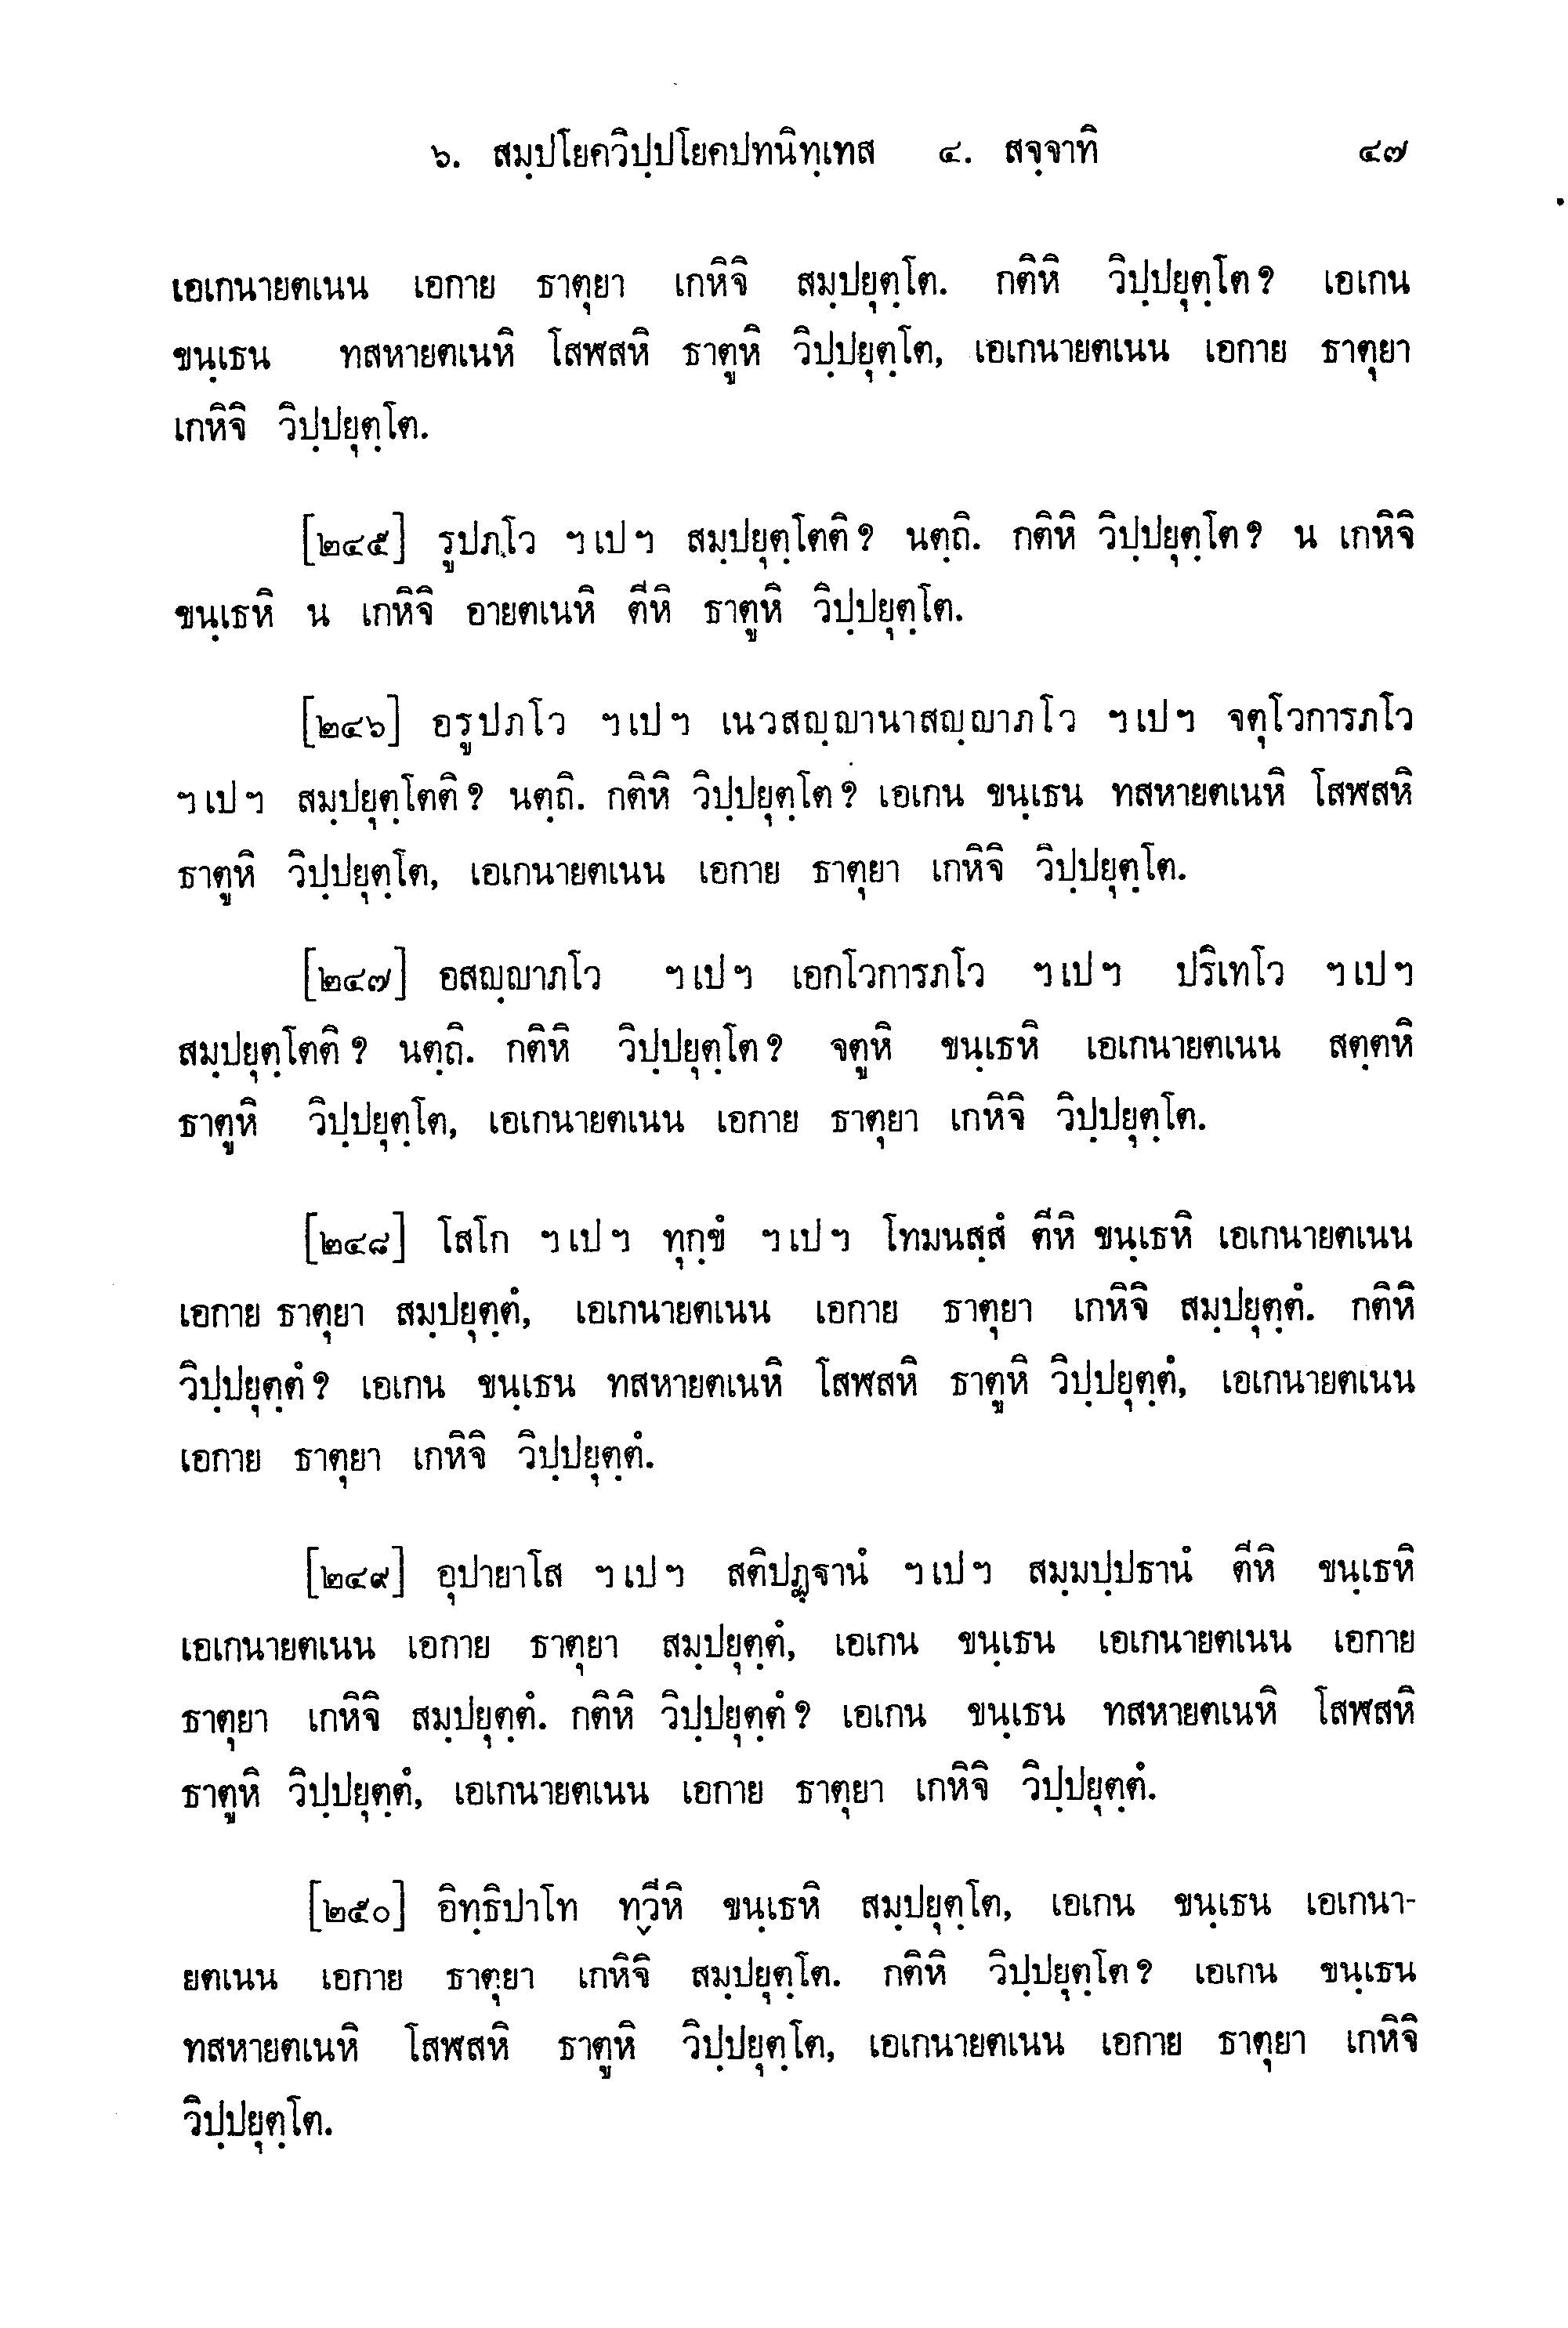 ๖. สมฺปโยควิปฺปโยคปทนิทฺเทส ๔. สจฺจาทิ ๔๗
เอเกนายตเนน เอกาย ธาตุยา เกหิจิ สมฺปยุตฺโต. กติหิ วิปฺปยุตฺโต? เอเกน
ขนฺเธน ทสหายตเนหิ โสฬสหิ ธาตูหิ วิปฺปยุตฺโต, เอเกนายตเนน เอกาย ธาตุยา
เกหิจิ วิปฺปยุตฺโต.
[๒๔๕] รูปภโว ฯเปฯ สมฺปยุตฺโตติ? นตฺถิ. กติหิ วิปฺปยุตฺโต? น เกหิจิ
ขนฺเธหิ น เกหิจิ อายตเนหิ ตีหิ ธาตูหิ วิปฺปยุตฺโต.
[๒๔๖] อรูปภโว ฯเปฯ เนวสญฺญานาสญฺญาภโว ฯเปฯ จตุโวการภโว
ฯเปฯ สมฺปยุตฺโตติ? นตฺถิ. กติหิ วิปฺปยุตฺโต? เอเกน ขนฺเธน ทสหายตเนหิ โสฬสหิ
ธาตูหิ วิปฺปยุตฺโต, เอเกนายตเนน เอกาย ธาตุยา เกหิจิ วิปฺปยุตฺโต.
[๒๔๗] อสญฺญาภโว ฯเปฯ เอกโวการภโว ฯเปฯ ปริเทโว ฯเปฯ
สมฺปยุตฺโตติ? นตฺถิ. กติหิ วิปฺปยุตฺโต? จตูหิ ขนฺเธหิ เอเกนายตเนน สตฺตหิ
ธาตูหิ วิปฺปยุตฺโต, เอเกนายตเนน เอกาย ธาตุยา เกหิจิ วิปฺปยุตฺโต.
[๒๔๘] โสโก ฯเปฯ ทุกฺขํ ฯเปฯ โทมนสฺสํ ตีหิ ขนฺเธหิ เอเกนายตเนน
เอกาย ธาตุยา สมฺปยุตฺตํ, เอเกนายตเนน เอกาย ธาตุยา เกหิจิ สมฺปยุตฺตํ. กติหิ
วิปฺปยุตฺตํ? เอเกน ขนฺเธน ทสหายตเนหิ โสฬสหิ ธาตูหิ วิปฺปยุตฺตํ, เอเกนายตเนน
เอกาย ธาตุยา เกหิจิ วิปฺปยุตฺตํ.
[๒๔๙] อุปายาโส ฯเปฯ สติปฏฺฐานํ ฯเปฯ สมฺมปฺปธานํ ตีหิ ขนฺเธหิ
เอเกนายตเนน เอกาย ธาตุยา สมฺปยุตฺตํ, เอเกน ขนฺเธน เอเกนายตเนน เอกาย
ธาตุยา เกหิจิ สมฺปยุตฺตํ. กติหิ วิปฺปยุตฺตํ? เอเกน ขนฺเธน ทสหายตเนหิ โสฬสหิ
ธาตูหิ วิปฺปยุตฺตํ, เอเกนายตเนน เอกาย ธาตุยา เกหิจิ วิปฺปยุตฺตํ.
[๒๕๐] อิทฺธิปาโท ทฺวีหิ ขนฺเธหิ สมฺปยุตฺโต, เอเกน ขนฺเธน เอเกนา-
ยตเนน เอกาย ธาตุยา เกหิจิ สมฺปยุตฺโต. กติหิ วิปฺปยุตฺโต? เอเกน ขนฺเธน
ทสหายตเนหิ โสฬสหิ ธาตูหิ วิปฺปยุตฺโต, เอเกนายตเนน เอกาย ธาตุยา เกหิจิ
วิปฺปยุตฺโต.